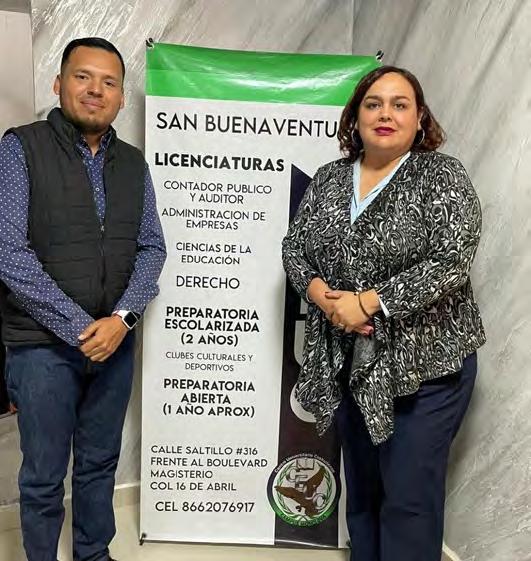 SAN BUENAVENTU
LICENCIATURAS
CONTADOR PUBLICO
Y AUDITOR
ADMINISTRACION DE
EMPRESAS
CIENCIAS DE LA
EDUCACIÓN
DERECHO
PREPARATORIA
ESCOLARIZADA
(2 AÑOS)
CLUBES CULTURALES Y
DEPORTIVOS
PREPARATORIA
ABIERTA
(1 AÑO APROX)
CALLE SALTILLO #316
FRENTE AL BOULEVARD
MAGISTERIO
COL 16 DE ABRIL
CEL 8662076917